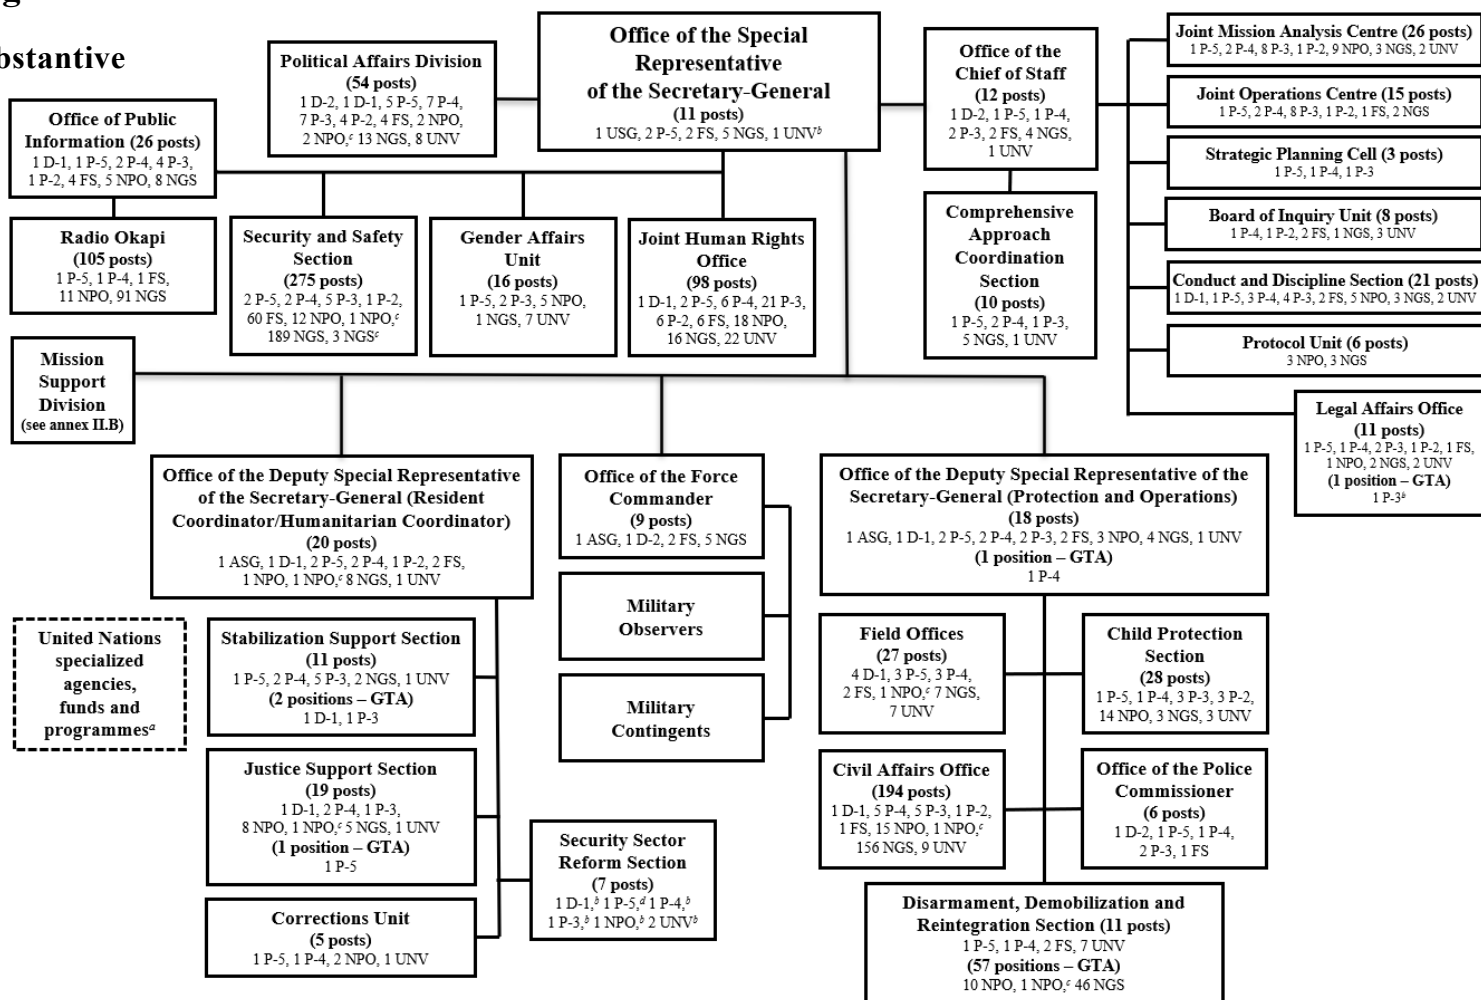 g
bstantive
Office of the Special
Representative
of the Secretary-General
(11 posts)
1 USG, 2 P-5, 2 FS, 5 NGS, 1 UNVᵇ
Political Affairs Division
(54 posts)
1 D-2, 1 D-1, 5 P-5, 7 P-4,
7 P-3, 4 P-2, 4 FS, 2 NPO,
2 NPO,ᶜ 13 NGS, 8 UNV
Office of the
Chief of Staff
(12 posts)
1 D-2, 1 P-5, 1 P-4,
2 P-3, 2 FS, 4 NGS,
1 UNV
Joint Mission Analysis Centre (26 posts)
1 P-5, 2 P-4, 8 P-3, 1 P-2, 9 NPO, 3 NGS, 2 UNV
Joint Operations Centre (15 posts)
1 P-5, 2 P-4, 8 P-3, 1 P-2, 1 FS, 2 NGS
Strategic Planning Cell (3 posts)
1 P-5, 1 P-4, 1 P-3
Board of Inquiry Unit (8 posts)
1 P-4, 1 P-2, 2 FS, 1 NGS, 3 UNV
Conduct and Discipline Section (21 posts)
1 D-1, 1 P-5, 3 P-4, 4 P-3, 2 FS, 5 NPO, 3 NGS, 2 UNV
Protocol Unit (6 posts)
3 NPO, 3 NGS
Legal Affairs Office
(11 posts)
1 P-5, 1 P-4, 2 P-3, 1 P-2, 1 FS,
1 NPO, 2 NGS, 2 UNV
(1 position – GTA)
1 P-3ᵇ
Office of Public
Information (26 posts)
1 D-1, 1 P-5, 2 P-4, 4 P-3,
1 P-2, 4 FS, 5 NPO, 8 NGS
Radio Okapi
(105 posts)
1 P-5, 1 P-4, 1 FS,
11 NPO, 91 NGS
Security and Safety
Section
(275 posts)
2 P-5, 2 P-4, 5 P-3, 1 P-2,
60 FS, 12 NPO, 1 NPO,ᶜ
189 NGS, 3 NGSᶜ
Gender Affairs
Unit
(16 posts)
1 P-5, 2 P-3, 5 NPO,
1 NGS, 7 UNV
Joint Human Rights
Office
(98 posts)
1 D-1, 2 P-5, 6 P-4, 21 P-3,
6 P-2, 6 FS, 18 NPO,
16 NGS, 22 UNV
Comprehensive
Approach
Coordination
Section
(10 posts)
1 P-5, 2 P-4, 1 P-3,
5 NGS, 1 UNV
Mission
Support
Division
(see annex II.B)
Office of the Deputy Special Representative
of the Secretary-General (Resident
Coordinator/Humanitarian Coordinator)
(20 posts)
1 ASG, 1 D-1, 2 P-5, 2 P-4, 1 P-2, 2 FS,
1 NPO, 1 NPO,ᶜ 8 NGS, 1 UNV
Office of the Force
Commander
(9 posts)
1 ASG, 1 D-2, 2 FS, 5 NGS
Military
Observers
Military
Contingents
Office of the Deputy Special Representative of the
Secretary-General (Protection and Operations)
(18 posts)
1 ASG, 1 D-1, 2 P-5, 2 P-4, 2 P-3, 2 FS, 3 NPO, 4 NGS, 1 UNV
(1 position – GTA)
1 P-4
United Nations
specialized
agencies,
funds and
programmesᵃ
Stabilization Support Section
(11 posts)
1 P-5, 2 P-4, 5 P-3, 2 NGS, 1 UNV
(2 positions – GTA)
1 D-1, 1 P-3
Justice Support Section
(19 posts)
1 D-1, 2 P-4, 1 P-3,
8 NPO, 1 NPO,ᶜ 5 NGS, 1 UNV
(1 position – GTA)
1 P-5
Corrections Unit
(5 posts)
1 P-5, 1 P-4, 2 NPO, 1 UNV
Security Sector
Reform Section
(7 posts)
1 D-1,ᵇ 1 P-5,ᵈ 1 P-4,ᵇ
1 P-3,ᵇ 1 NPO,ᵇ 2 UNVᵇ
Field Offices
(27 posts)
4 D-1, 3 P-5, 3 P-4,
2 FS, 1 NPO,ᶜ 7 NGS,
7 UNV
Child Protection
Section
(28 posts)
1 P-5, 1 P-4, 3 P-3, 3 P-2,
14 NPO, 3 NGS, 3 UNV
Civil Affairs Office
(194 posts)
1 D-1, 5 P-4, 5 P-3, 1 P-2,
1 FS, 15 NPO, 1 NPO,ᶜ
156 NGS, 9 UNV
Office of the Police
Commissioner
(6 posts)
1 D-2, 1 P-5, 1 P-4,
2 P-3, 1 FS
Disarmament, Demobilization and
Reintegration Section (11 posts)
1 P-5, 1 P-4, 2 FS, 7 UNV
(57 positions – GTA)
10 NPO, 1 NPO,ᶜ 46 NGS